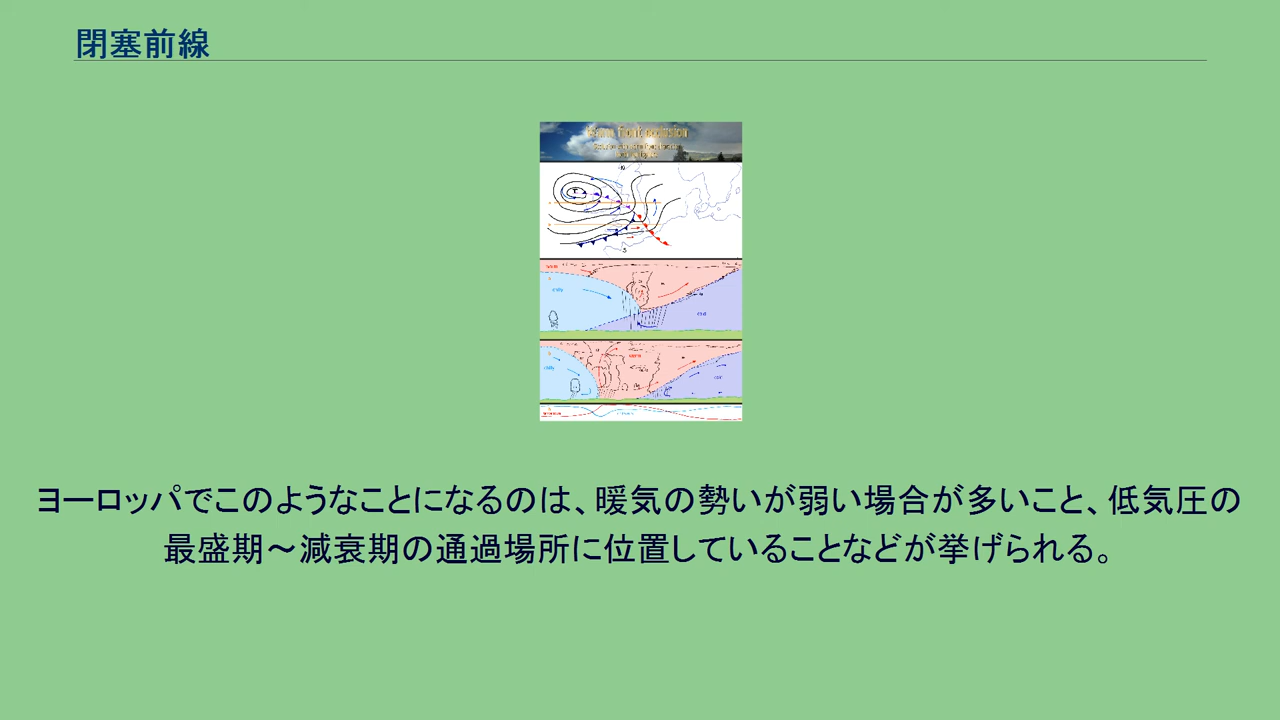 閉塞前線
Warm front occlusion
ヨーロッパでこのようなことになるのは、暖気の勢いが弱い場合が多いこと、低気圧の
最盛期～減衰期の通過場所に位置していることなどが挙げられる。